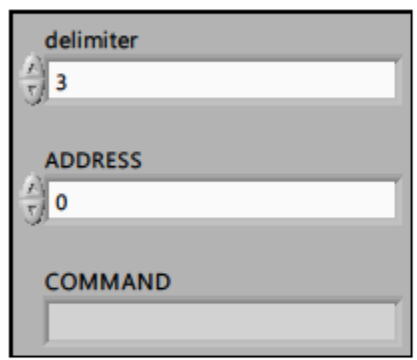 delimiter
3
ADDRESS
0
COMMAND